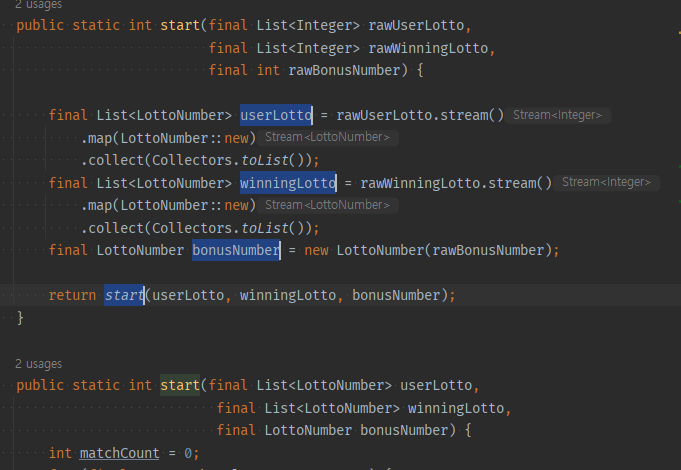 2 usages
public static int start(final List<Integer> rawUserLotto,
final List<Integer> rawWinningLotto,
final int rawBonusNumber) {
final List<LottoNumber> userLotto = rawUserLotto.stream() Stream<Integer>
.map(LottoNumber::new) Stream<LottoNumber>
.collect(Collectors.toList());
final List<LottoNumber> winningLotto = rawWinningLotto.stream() Stream<Integer>
.map(LottoNumber::new) Stream<LottoNumber>
.collect(Collectors.toList());
final LottoNumber bonusNumber = new LottoNumber(rawBonusNumber);
return start(userLotto, winningLotto, bonusNumber);
}
2 usages
public static int start(final List<LottoNumber> userLotto,
final List<LottoNumber> winningLotto,
final LottoNumber bonusNumber) {
int matchCount = 0;